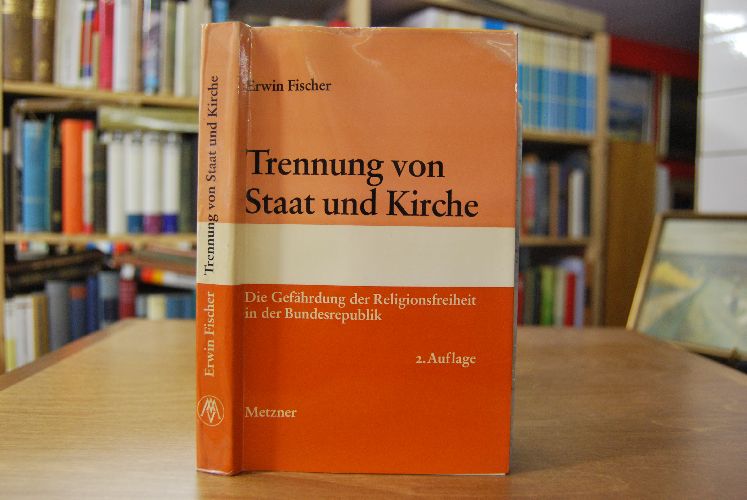 Erwin Fischer
Trennung von
Staat und Kirche
Die Gefährdung der Religionsfreiheit
in der Bundesrepublik
2. Auflage
Metzner
Erwin Fischer Trennung von Staat und Kirche